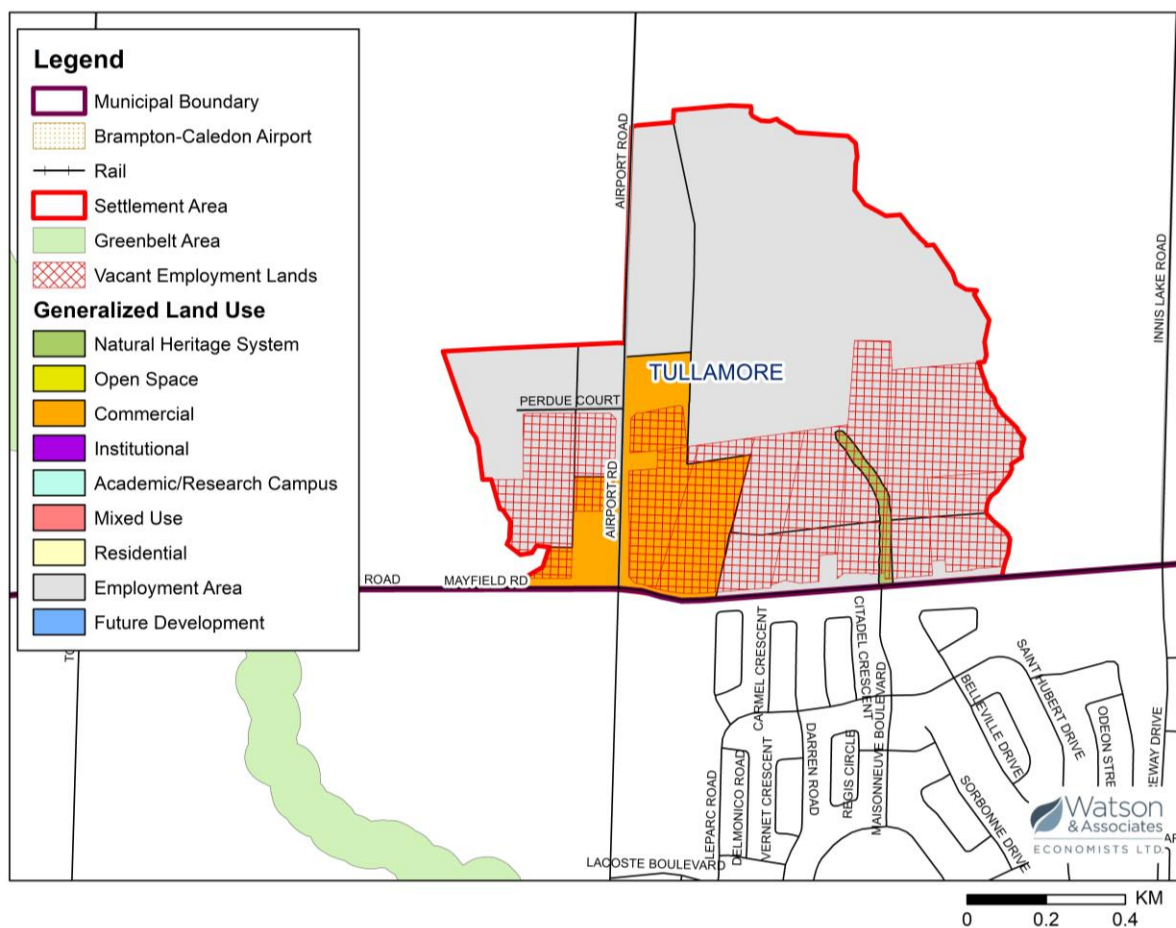 Legend
Municipal Boundary
Brampton-Caledon Airport
Rail
Settlement Area
Greenbelt Area
Vacant Employment Lands
Generalized Land Use
Natural Heritage System
Open Space
Commercial
Institutional
Academic/Research Campus
Mixed Use
Residential
Employment Area
Future Development
AIRPORT ROAD
INNIS LAKE ROAD
TULLAMORE
PERDUE COURT
AIRPORT RD
ROAD
MAYFIELD RD
CARMEL CRESCENT
CITADEL CRESCENT
MAISONNEUVE BOULEVARD
BELLEVILLE DRIVE
SAINT HUBERT DRIVE
ODEON STRE
EWAY DRIVE
LEPARC ROAD
DELMONICO ROAD
VERNET CRESCENT
DARREN ROAD
REGIS CIRCLE
SORBONNE DRIVE
LACOSTE BOULEVARD
Watson
& Associates
ECONOMISTS LTD.
KM
0 0.2 0.4